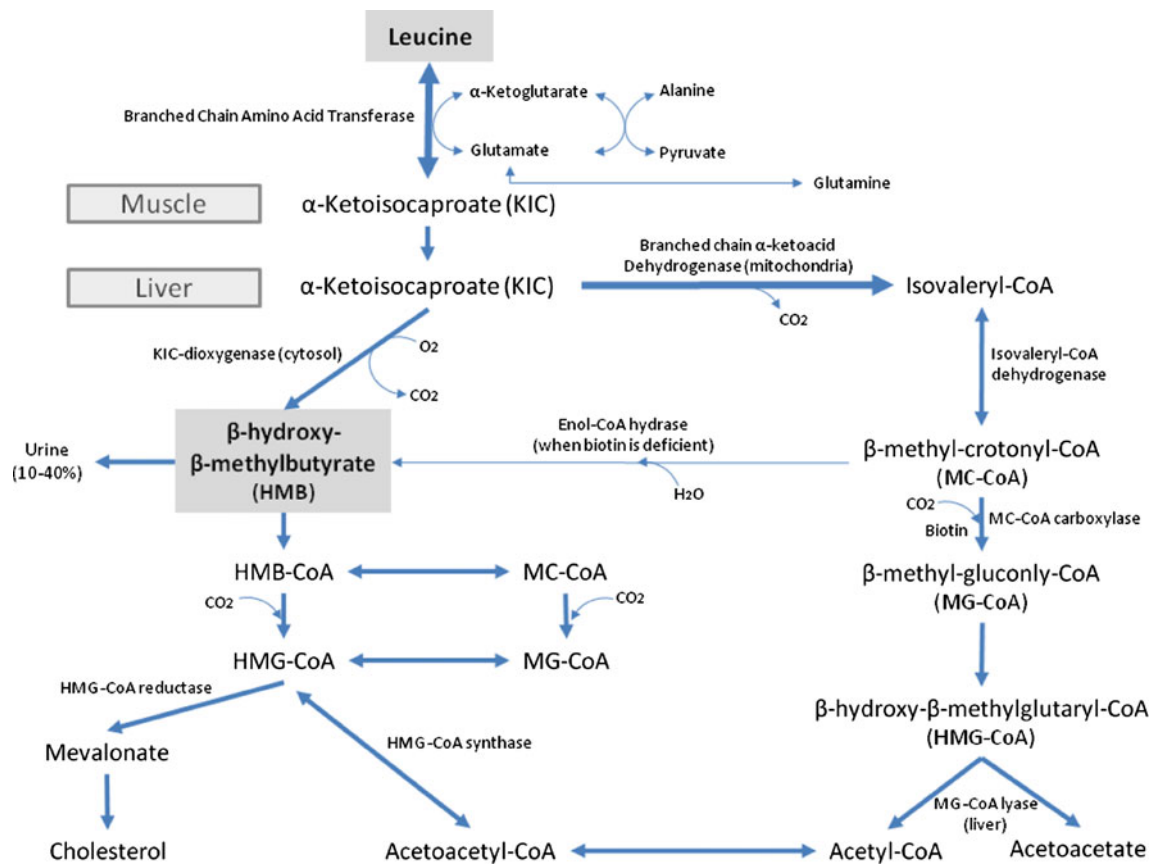 Leucine
α-Ketoglutarate
Alanine
Branched Chain Amino Acid Transferase
Glutamate
Pyruvate
Glutamine
Muscle
α-Ketoisocaproate (KIC)
Branched chain α-ketoacid
Dehydrogenase (mitochondria)
Liver
α-Ketoisocaproate (KIC)
Isovaleryl-CoA
CO2
KIC-dioxygenase (cytosol)
O2
CO2
Isovaleryl-CoA
dehydrogenase
β-hydroxy-
β-methylbutyrate
(HMB)
Urine
(10-40%)
Enol-CoA hydrase
(when biotin is deficient)
H2O
β-methyl-crotonyl-CoA
(MC-CoA)
CO2
Biotin
MC-CoA carboxylase
HMB-CoA
MC-CoA
β-methyl-gluconly-CoA
(MG-CoA)
CO2
CO2
HMG-CoA
MG-CoA
HMG-CoA reductase
β-hydroxy-β-methylglutaryl-CoA
(HMG-CoA)
Mevalonate
HMG-CoA synthase
MG-CoA lyase
(liver)
Cholesterol
Acetoacetyl-CoA
Acetyl-CoA
Acetoacetate